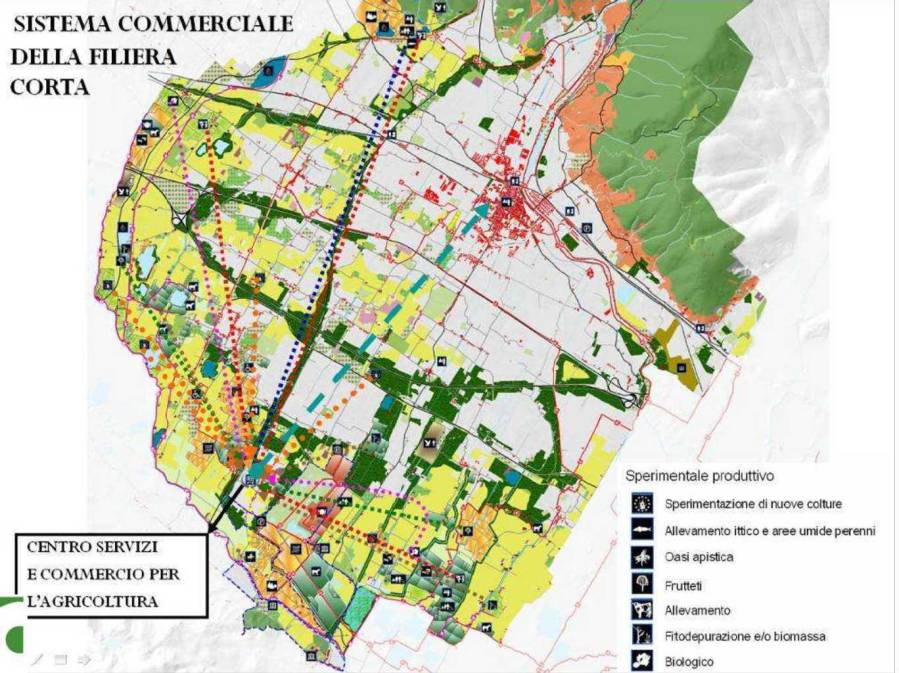 SISTEMA COMMERCIALE
DELLA FILIERA
CORTA
CENTRO SERVIZI
E COMMERCIO PER
L'AGRICOLTURA
Sperimentale produttivo
Sperimentazione di nuove colture
Allevamento ittico e aree umide perenni
Oasi apistica
Frutteti
Allevamento
Fitodepurazione e/o biomassa
Biologico